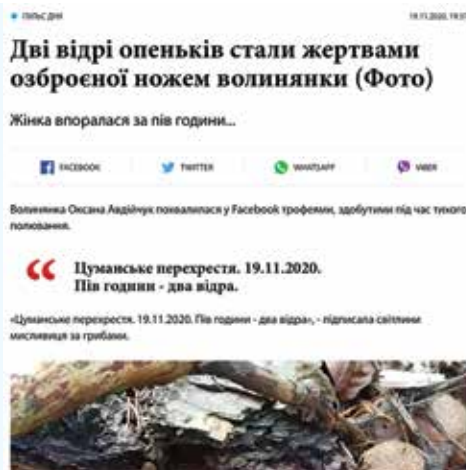 ПУЛЬС ДНЯ
19.11.2020, 19:37
Дві відрі опеньків стали жертвами
озброєної ножем волинянки (Фото)
Жінка впоралася за пів години...
FACEBOOK
TWITTER
WHATSAPP
VIBER
Волинянка Оксана Авдійчук похвалилася у Facebook трофеями, здобутими під час тихого
полювання.
Цуманське перехрестя. 19.11.2020.
Пів години - два відра.
«Цуманське перехрестя. 19.11.2020. Пів години - два відра», - підписала світлини
мисливиця за грибами.